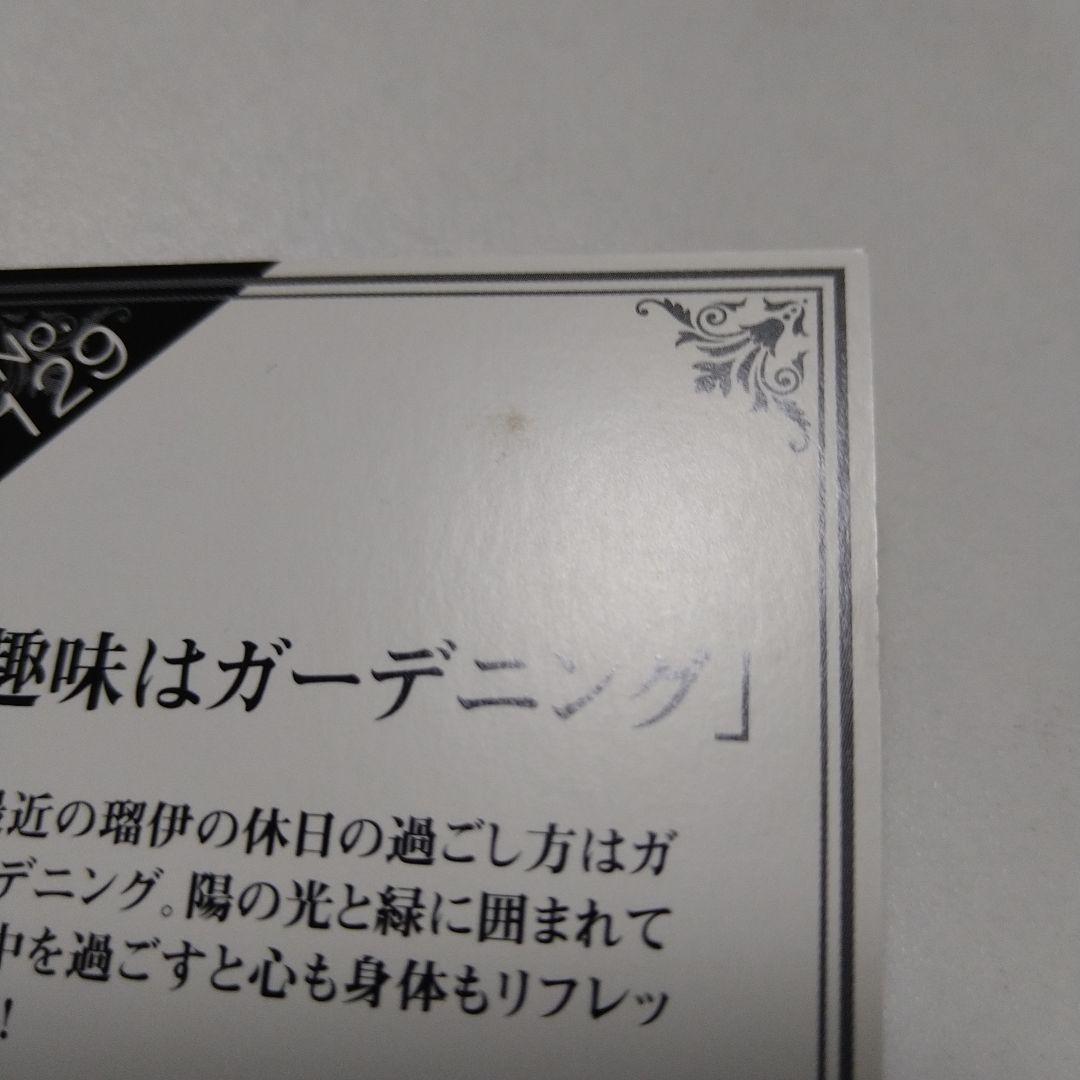 No.
129
趣味はガーデニング」
最近の瑠伊の休日の過ごし方はガ
デニング。陽の光と緑に囲まれて
中を過ごすと心も身体もリフレッ
!